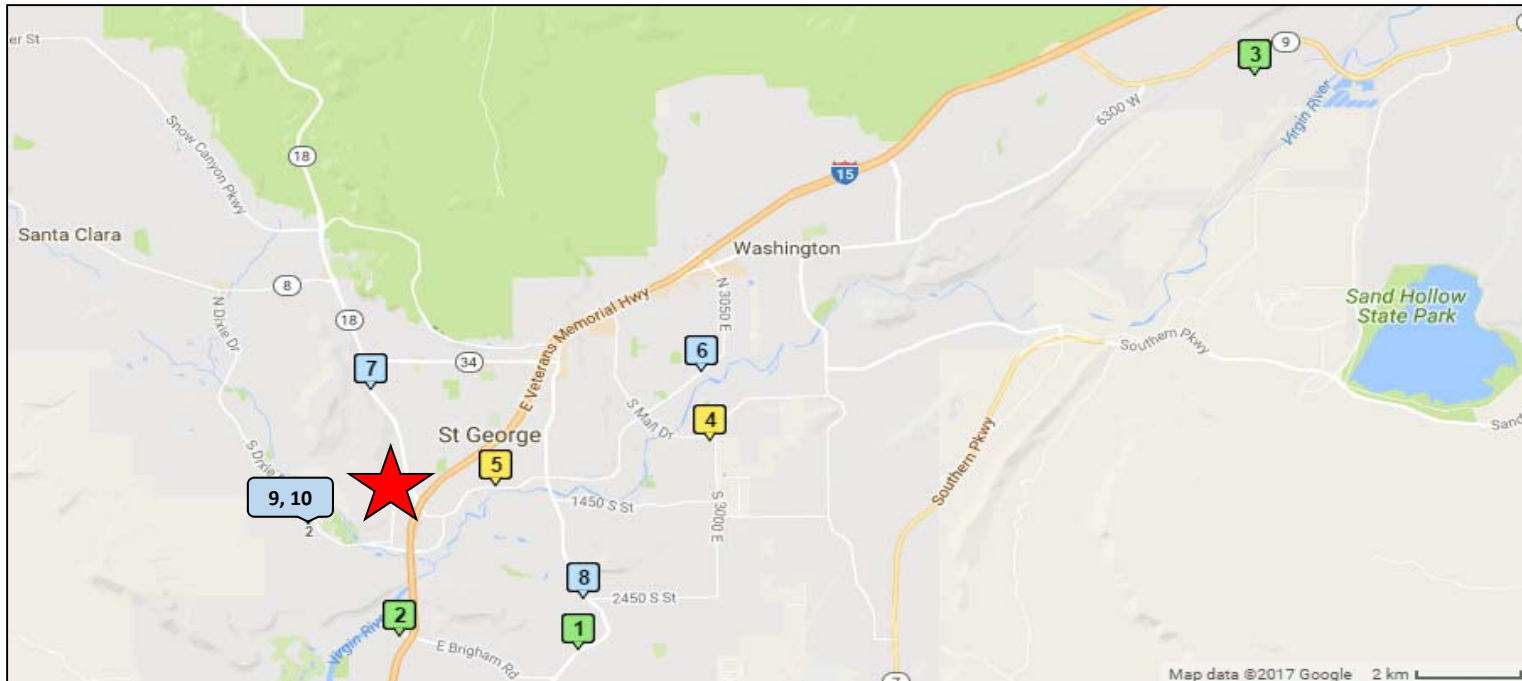 er St
3
9
Virgin River
6300 W
Snow Canyon Pkwy
18
15
Santa Clara
Washington
8
N Dixie Dr
N 3050 E
E Veterans Memorial Hwy
Sand Hollow
State Park
18
34
6
7
Southern Pkwy
S Mall Dr
4
Sand
St George
S Dixie
5
Southern Pkwy
9, 10
2
1450 S St
S 3000 E
8
2450 S St
2
1
Virgin Riv
E Brigham Rd
7
Map data ©2017 Google 2 km